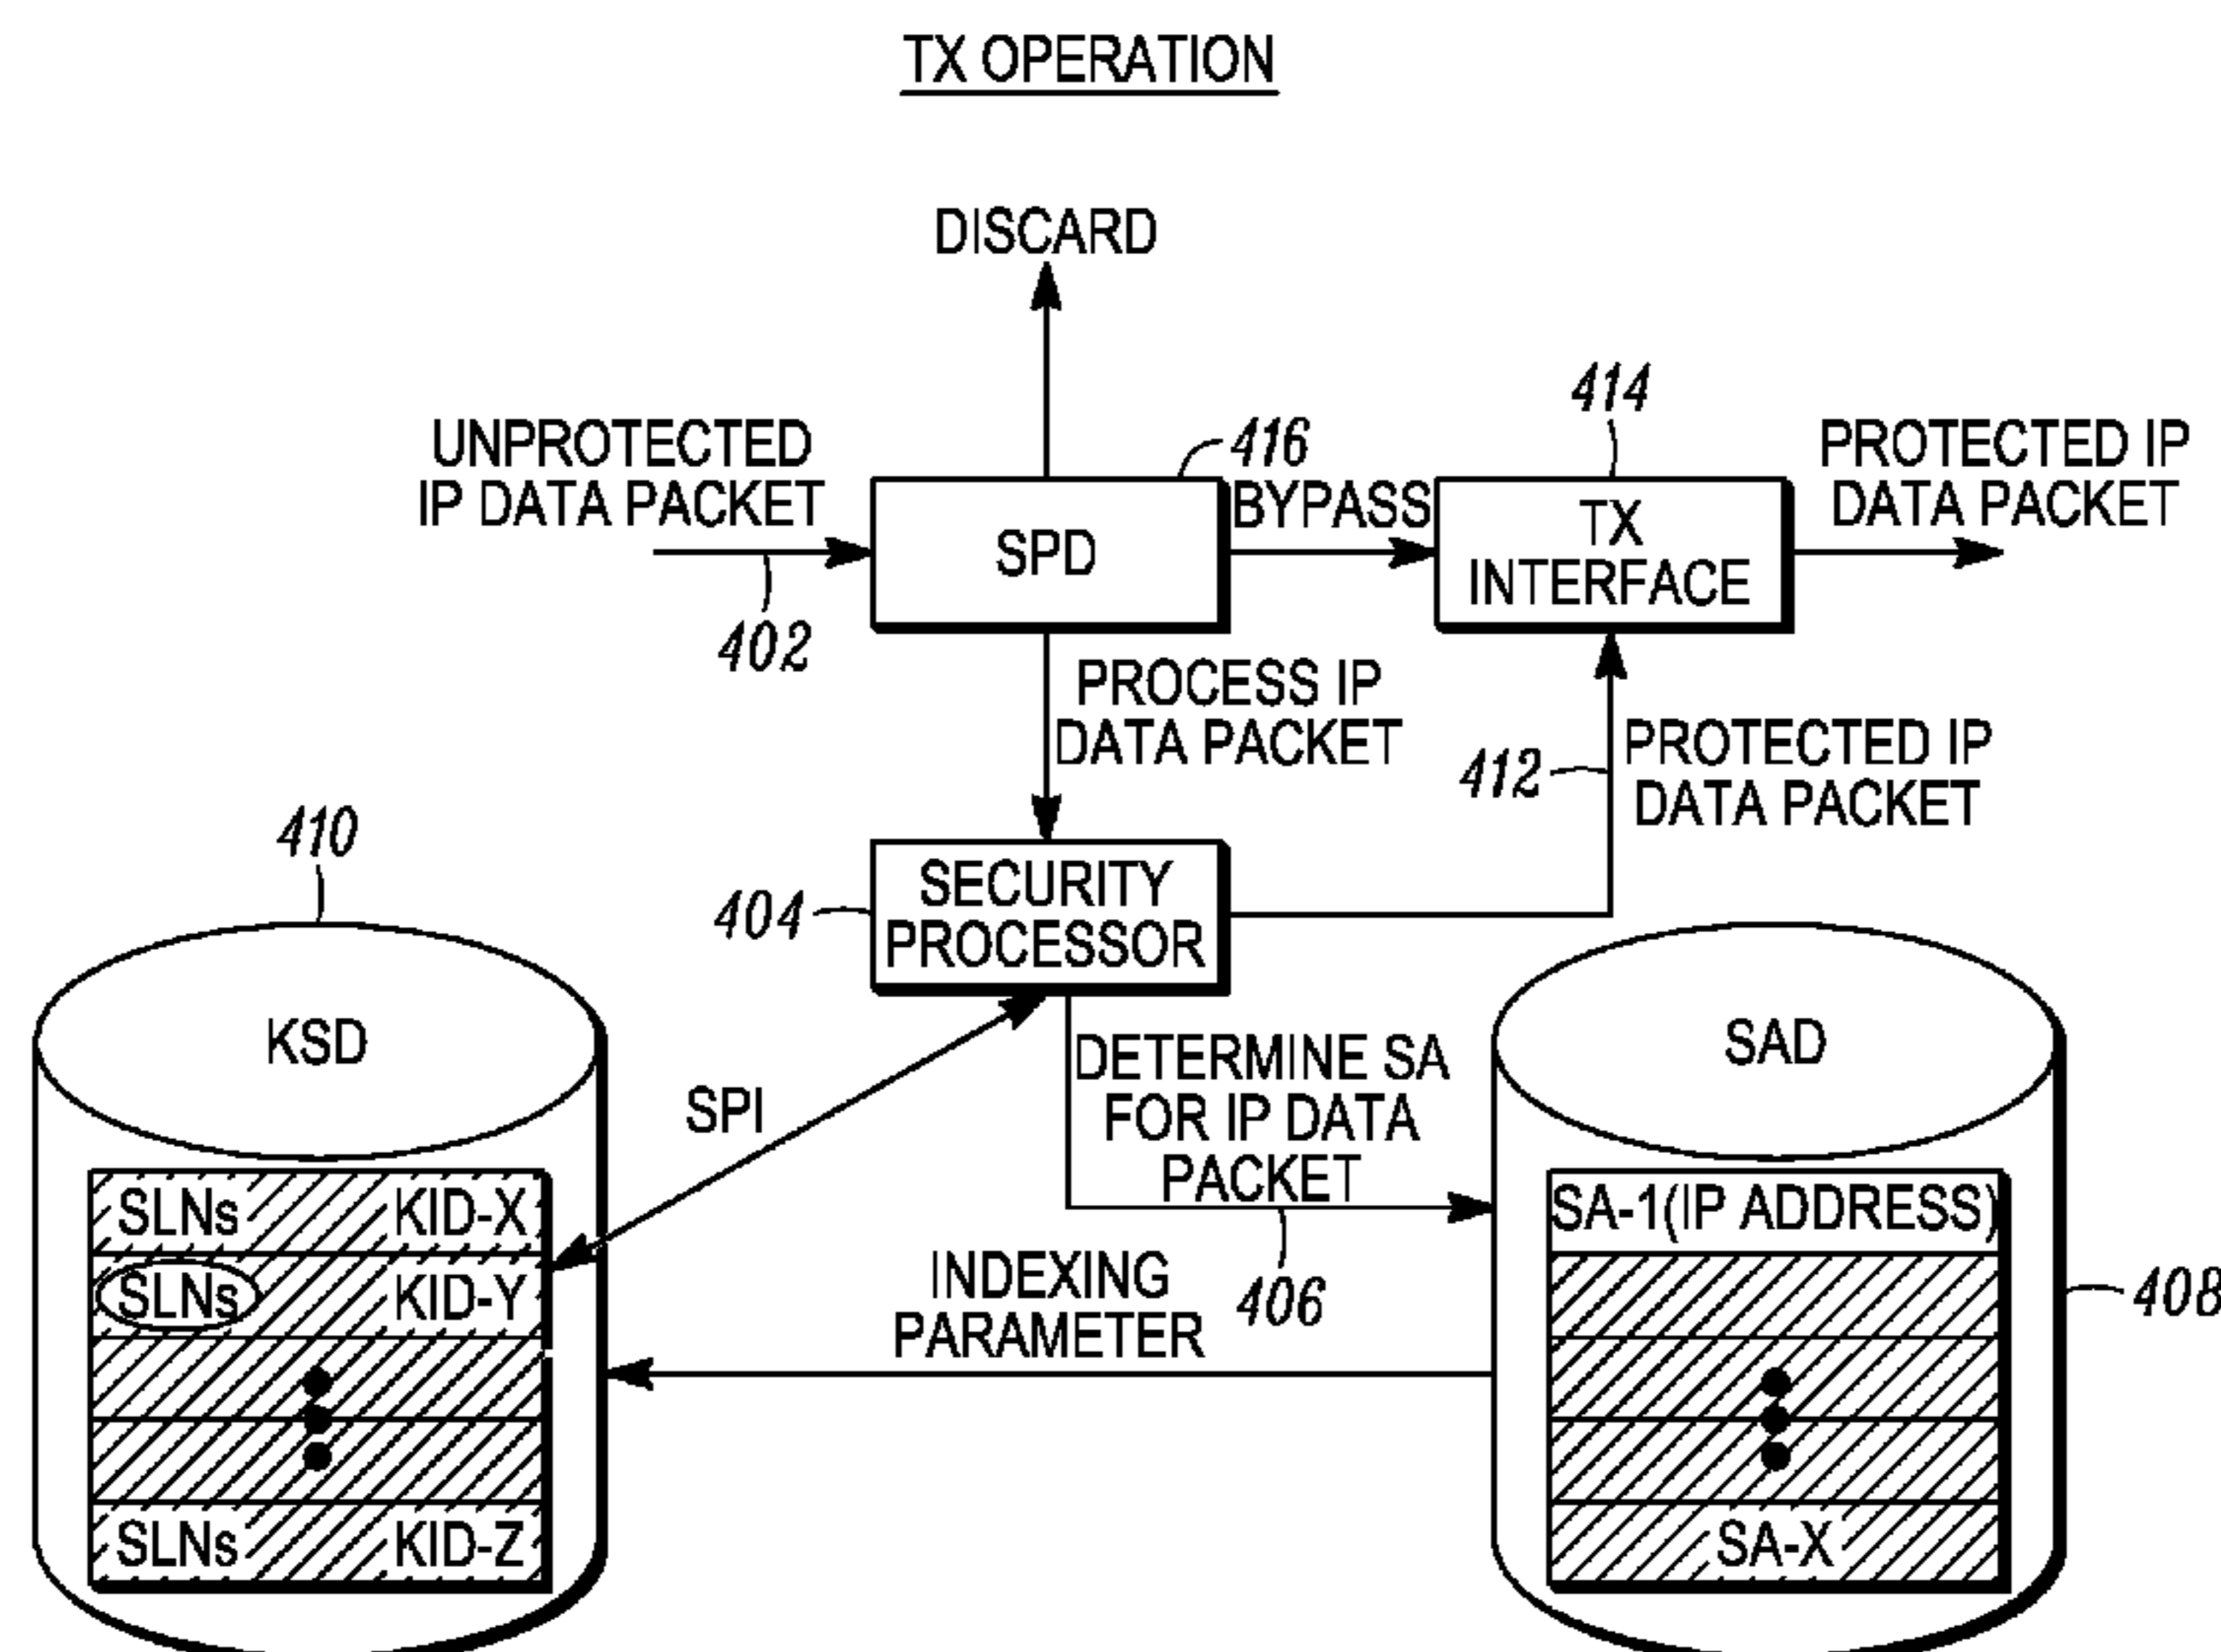 TX OPERATION
DISCARD
UNPROTECTED
IP DATA PACKET
402
SPD
416
BYPASS
414
TX
INTERFACE
PROTECTED IP
DATA PACKET
PROCESS IP
DATA PACKET
412
PROTECTED IP
DATA PACKET
404
SECURITY
PROCESSOR
410
KSD
SPI
DETERMINE SA
FOR IP DATA
PACKET
406
SAD
408
SLNs KID-X
SLNs KID-Y
SLNs KID-Z
INDEXING
PARAMETER
SA-1(IP ADDRESS)
SA-X